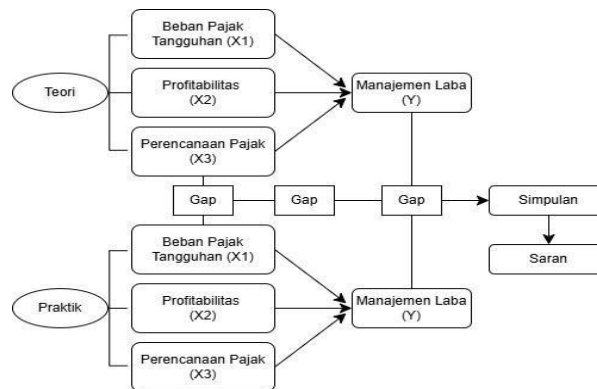 Beban Pajak
Tangguhan (X1)
Teori
Profitabilitas
(X2)
Manajemen Laba
(Y)
Perencanaan Pajak
(X3)
Gap
Gap
Gap
Simpulan
Beban Pajak
Tangguhan (X1)
Saran
Praktik
Profitabilitas
(X2)
Manajemen Laba
(Y)
Perencanaan Pajak
(X3)